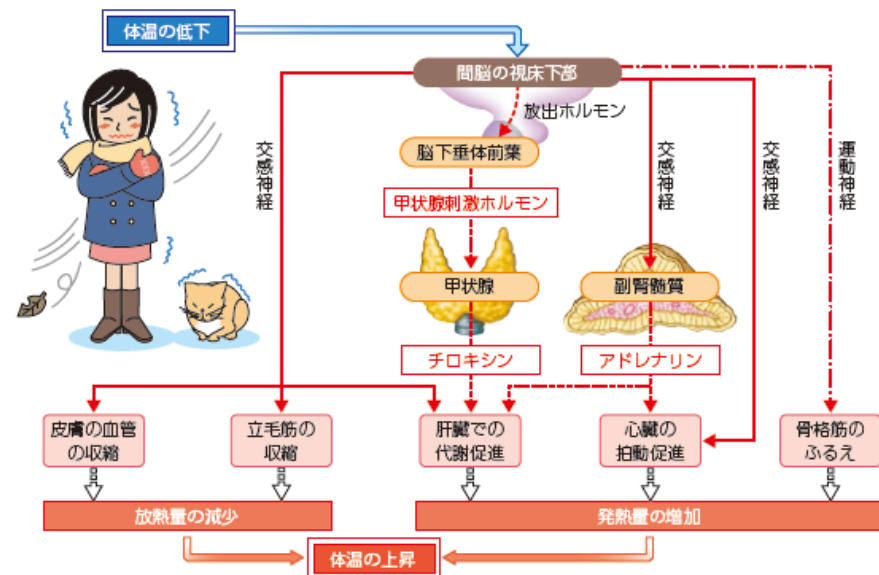 体温の低下
間脳の視床下部
放出ホルモン
脳下垂体前葉
交感神経
交感神経
交感神経
運動神経
甲状腺刺激ホルモン
甲状腺
副腎髄質
チロキシン
アドレナリン
皮膚の血管
の収縮
立毛筋の
収縮
肝臓での
代謝促進
心臓の
拍動促進
骨格筋の
ふるえ
放熱量の減少
発熱量の増加
体温の上昇